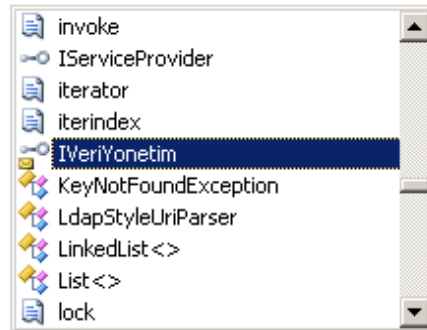 invoke
IServiceProvider
iterator
iterindex
IVeriYonetim
KeyNotFoundException
LdapStyleUriParser
LinkedList<>
List<>
lock